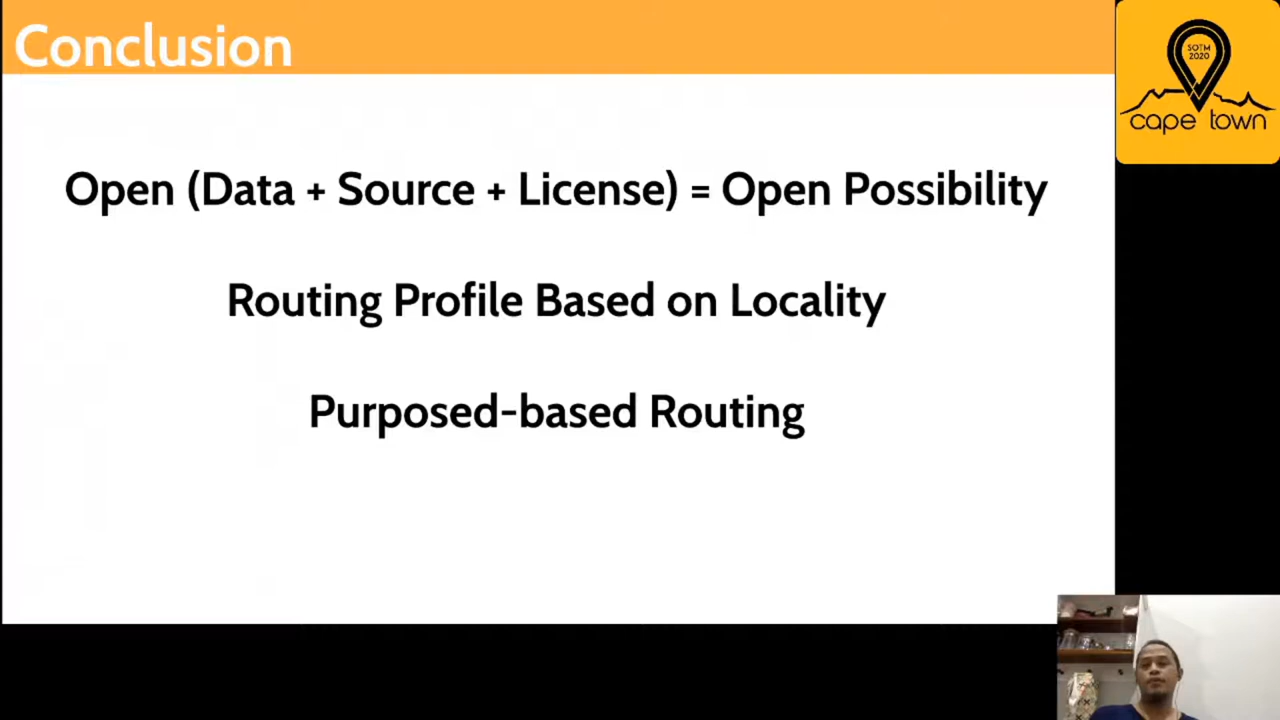 Conclusion
SOTM
2020
cape town
Open (Data + Source + License) = Open Possibility
Routing Profile Based on Locality
Purposed-based Routing